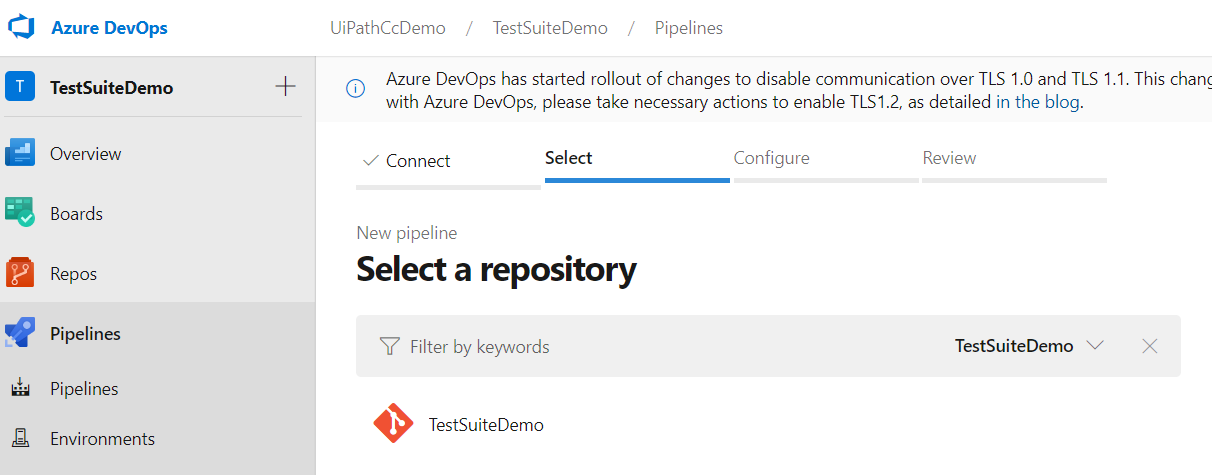 Azure DevOps
UiPathCcDemo / TestSuiteDemo / Pipelines
T TestSuiteDemo
Overview
Boards
Repos
Pipelines
Pipelines
Environments
Azure DevOps has started rollout of changes to disable communication over TLS 1.0 and TLS 1.1. This
with Azure DevOps, please take necessary actions to enable TLS1.2, as detailed in the blog.
Connect Select Configure Review
New pipeline
Select a repository
Filter by keywords TestSuiteDemo
TestSuiteDemo